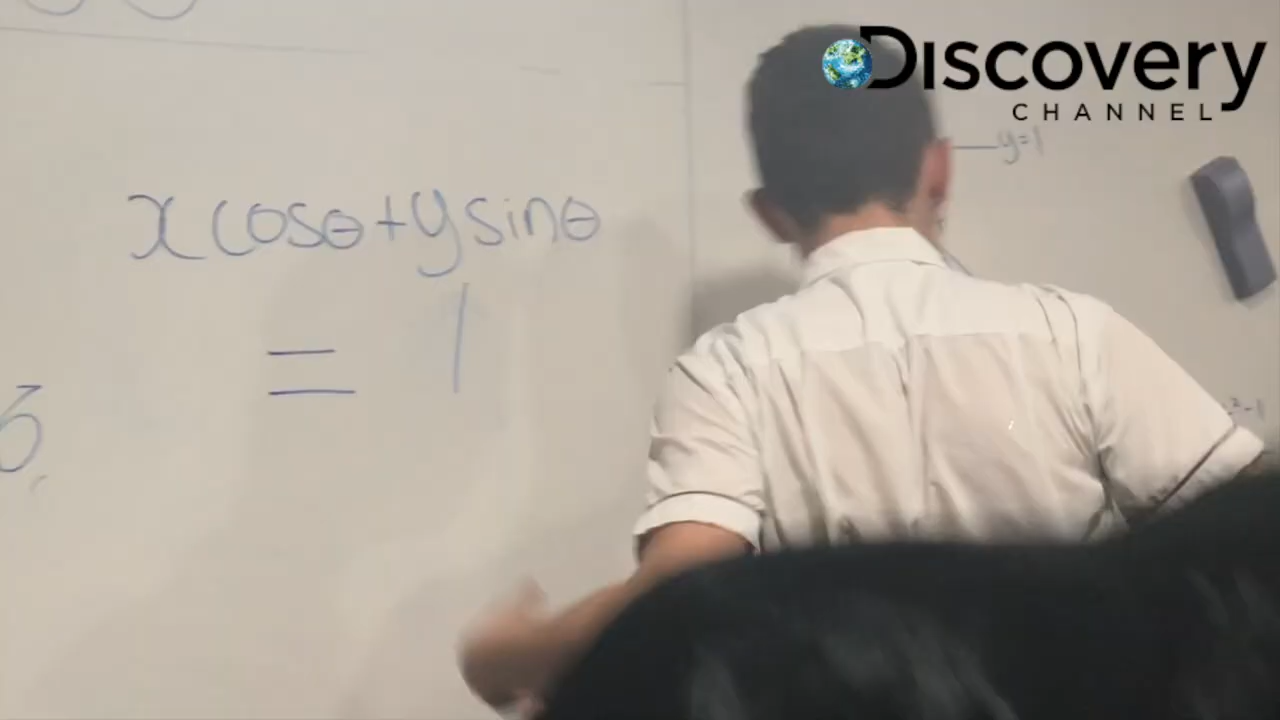 Discovery
CHANNEL
y=1
x cosθ+y sinθ
= 1